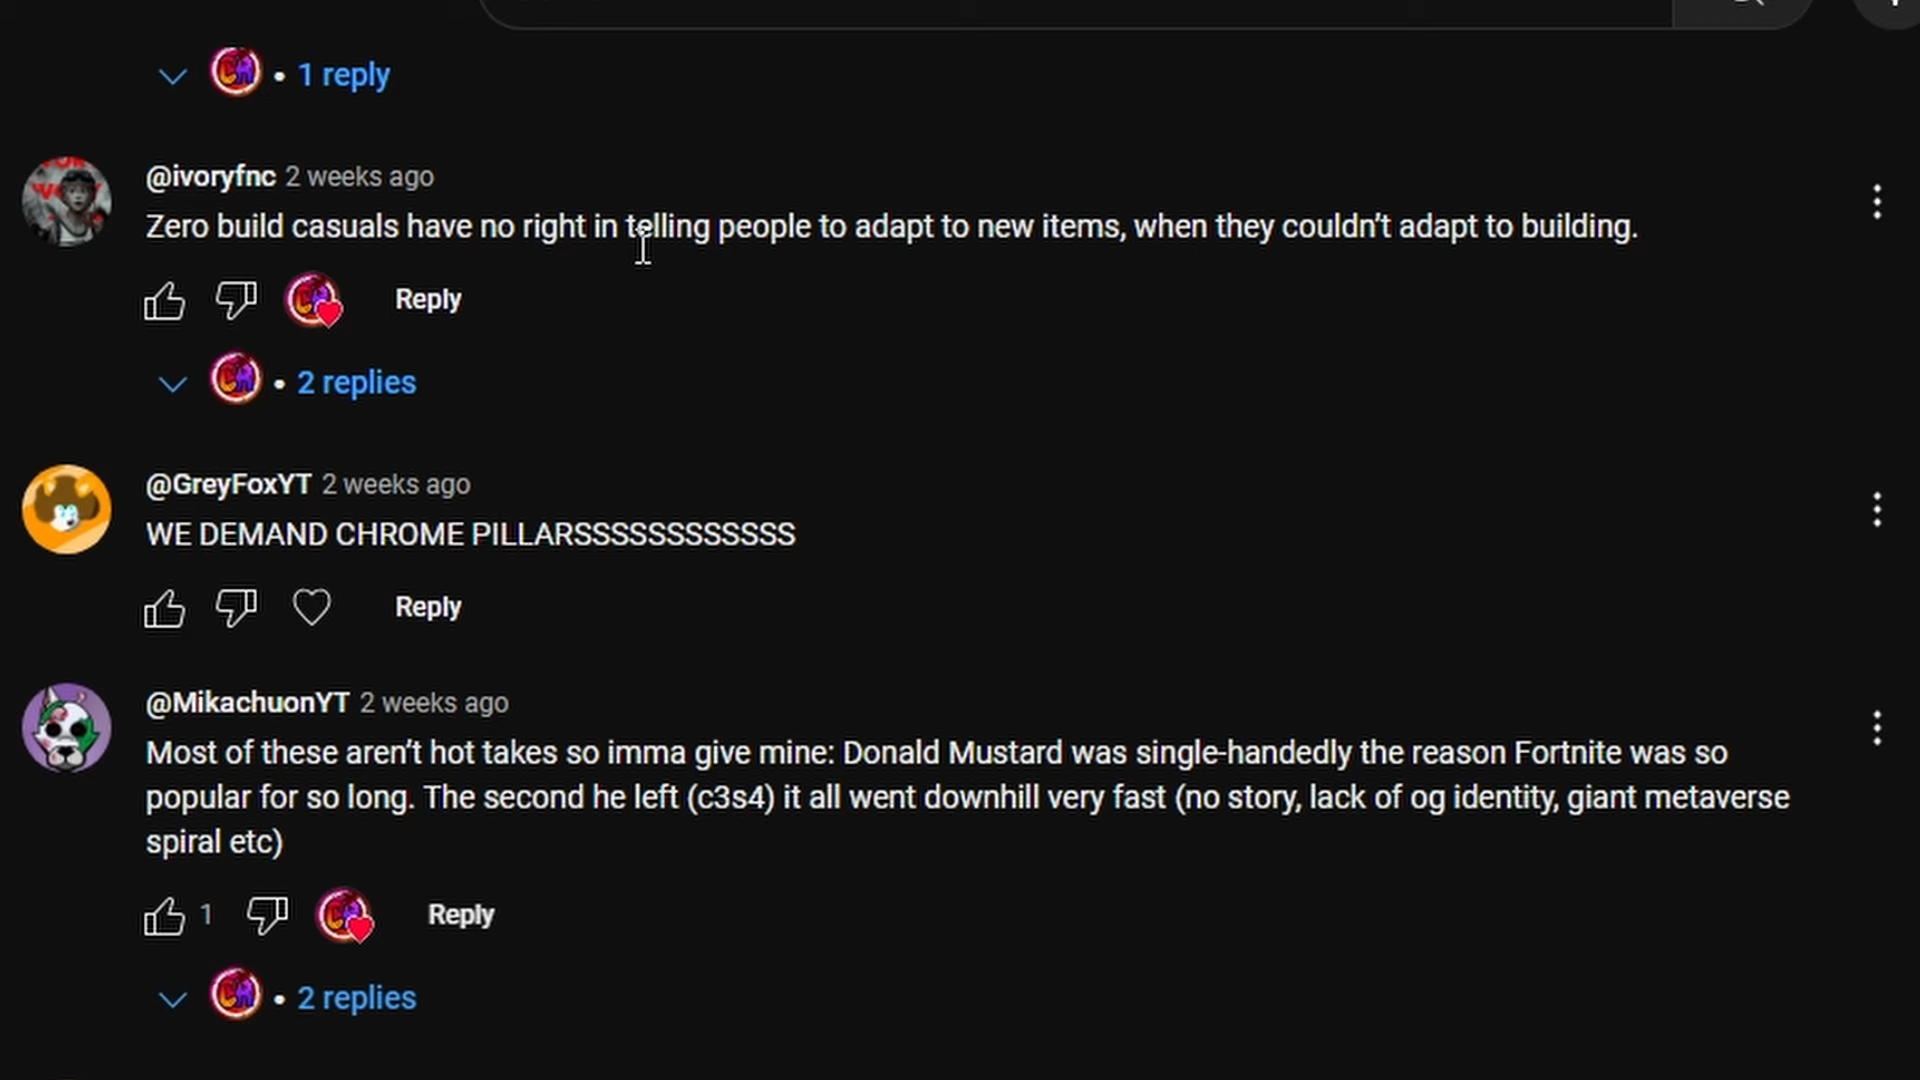 • 1 reply
@ivoryfnc 2 weeks ago
Zero build casuals have no right in telling people to adapt to new items, when they couldn't adapt to building.
Reply
• 2 replies
@GreyFoxYT 2 weeks ago
WE DEMAND CHROME PILLARSSSSSSSSSSSS
Reply
@MikachuonYT 2 weeks ago
Most of these aren't hot takes so imma give mine: Donald Mustard was single-handedly the reason Fortnite was so
popular for so long. The second he left (c3s4) it all went downhill very fast (no story, lack of og identity, giant metaverse
spiral etc)
1 Reply
• 2 replies